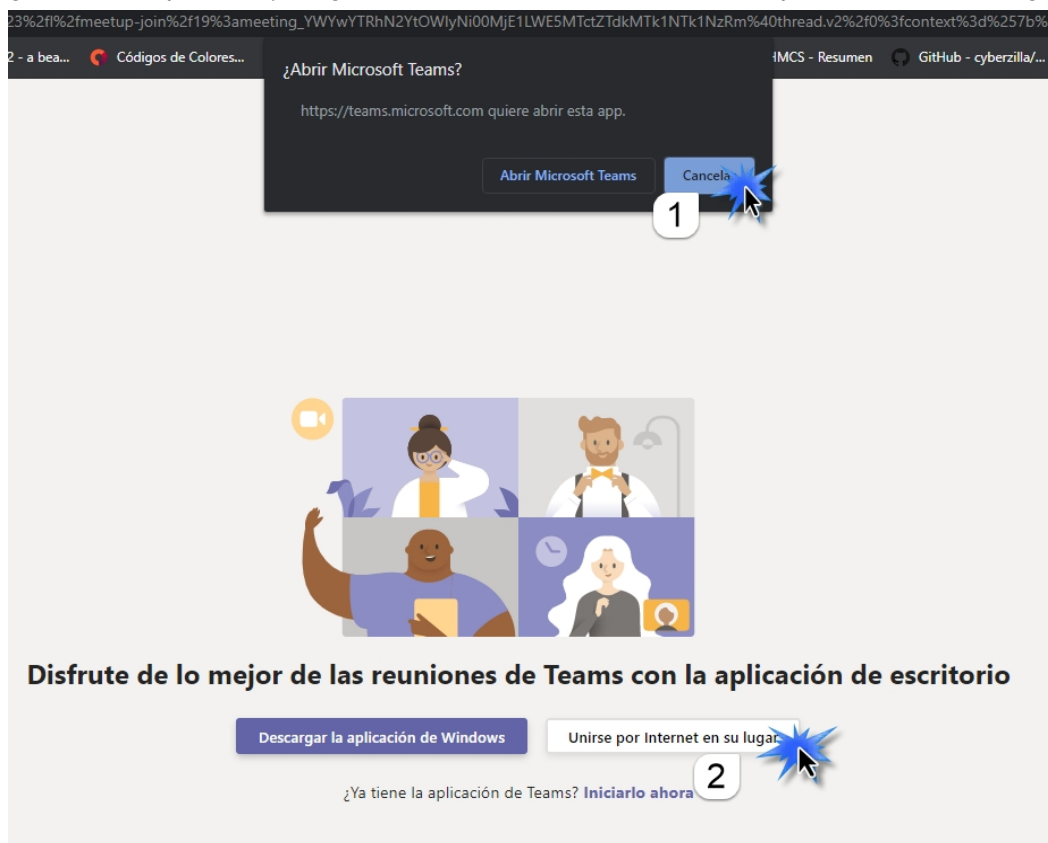 23%2fl%2fmeetup-join%2f19%3ameeting_YWYwYTRhN2YtOWIyNi00MjE1LWE5MTctZTdkMTk1NTk1NzRm%40thread.v2%2f0%3fcontext%3d%257b%
2 - a bea... Códigos de Colores... HMCS - Resumen GitHub - cyberzilla/...
¿Abrir Microsoft Teams?
https://teams.microsoft.com quiere abrir esta app.
Abrir Microsoft Teams Cancela
1
Disfrute de lo mejor de las reuniones de Teams con la aplicación de escritorio
Descargar la aplicación de Windows Unirse por Internet en su lugar
2
¿Ya tiene la aplicación de Teams? Iniciarlo ahora